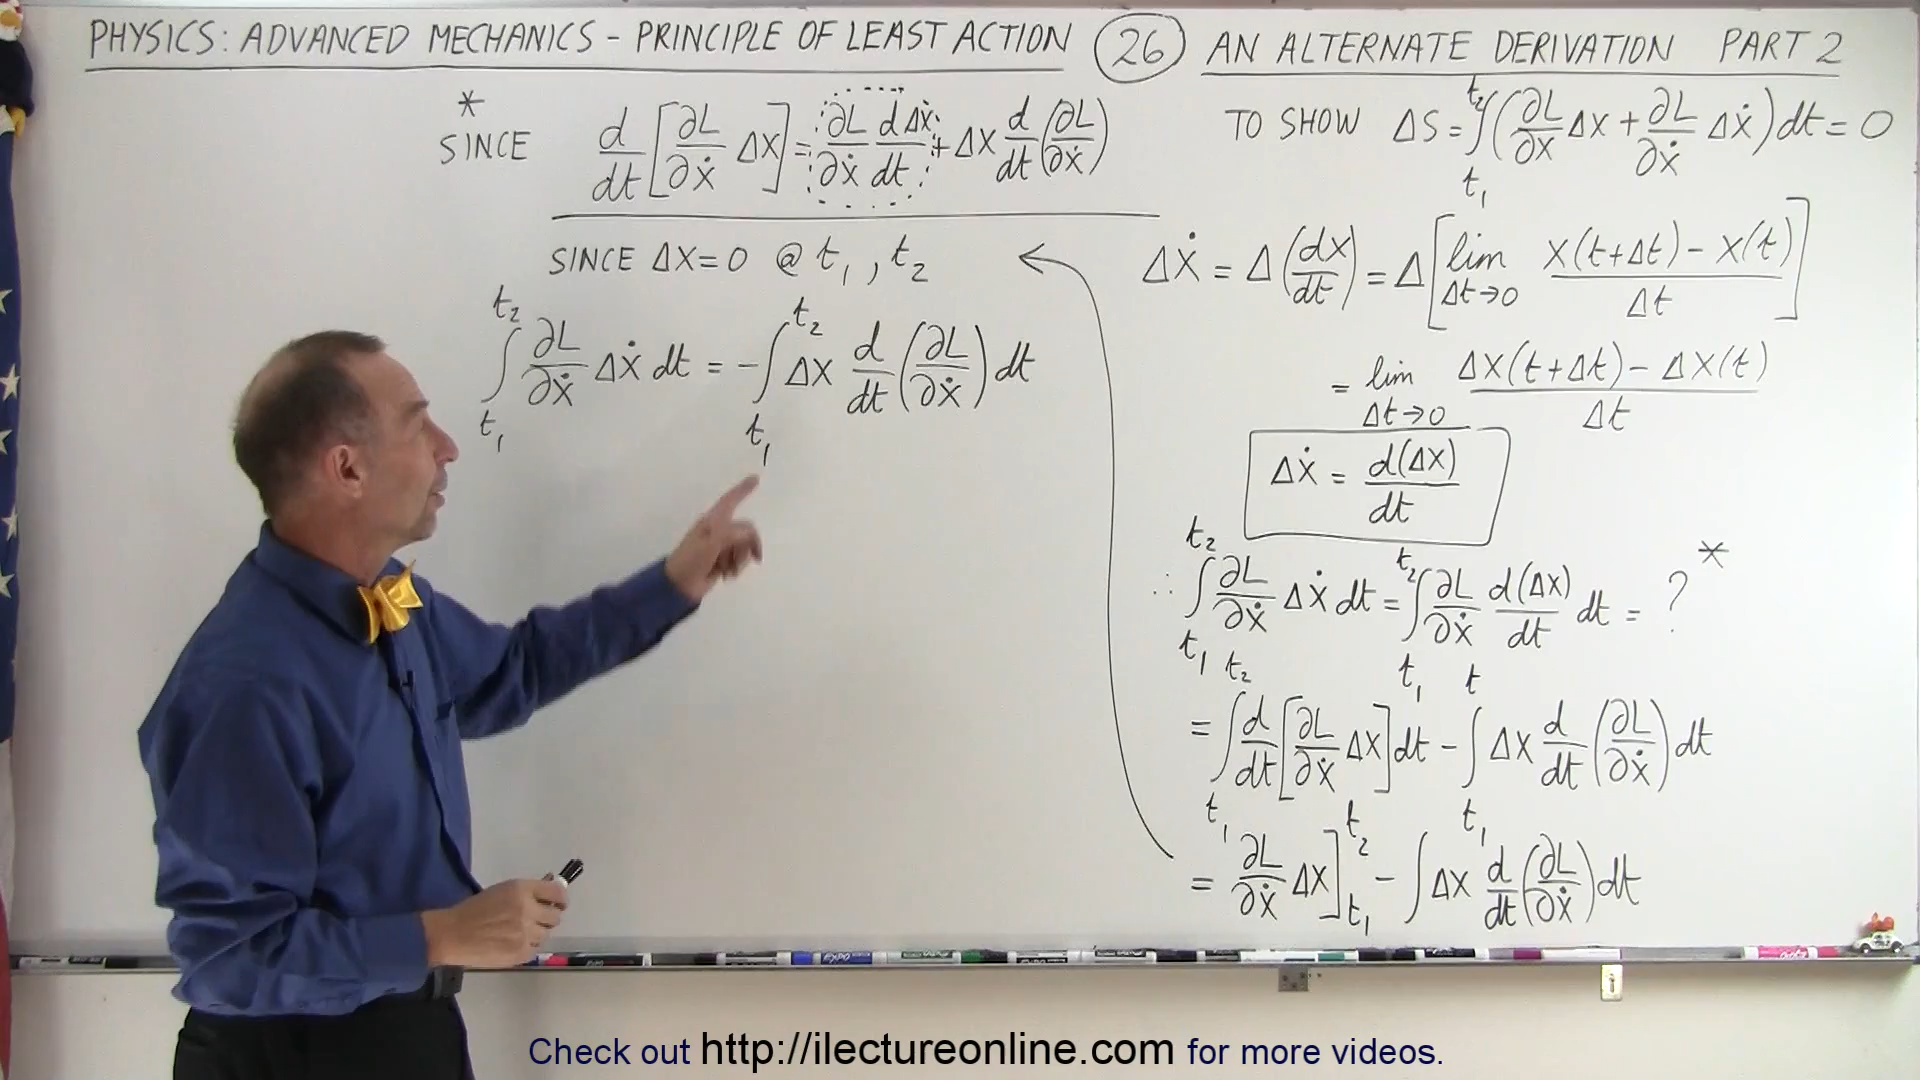 PHYSICS: ADVANCED MECHANICS - PRINCIPLE OF LEAST ACTION (26) AN ALTERNATE DERIVATION PART 2
* SINCE d/dt[∂L/∂ẋ Δx] = ∂L/∂ẋ dΔẋ/dt + Δx d/dt(∂L/∂ẋ)
SINCE Δx=0 @ t₁, t₂
∫_{t₁}^{t₂} ∂L/∂ẋ Δẋ dt = -∫_{t₁}^{t₂} Δx d/dt(∂L/∂ẋ) dt
TO SHOW ΔS = ∫_{t₁}^{t₂} (∂L/∂x Δx + ∂L/∂ẋ Δẋ) dt = 0
Δẋ = Δ(dx/dt) = Δ[lim_{Δt→0} (x(t+Δt) - x(t))/Δt]
= lim_{Δt→0} (Δx(t+Δt) - Δx(t))/Δt
Δẋ = d(Δx)/dt
∴ ∫_{t₁}^{t₂} ∂L/∂ẋ Δẋ dt = ∫_{t₁}^{t₂} ∂L/∂ẋ d(Δx)/dt dt = ? *
= ∫_{t₁}^{t₂} d/dt[∂L/∂ẋ Δx] dt - ∫_{t₁}^{t} Δx d/dt(∂L/∂ẋ) dt
= ∂L/∂ẋ Δx]_{t₁}^{t₂} - ∫ Δx d/dt(∂L/∂ẋ) dt
Check out http://ilectureonline.com for more videos.